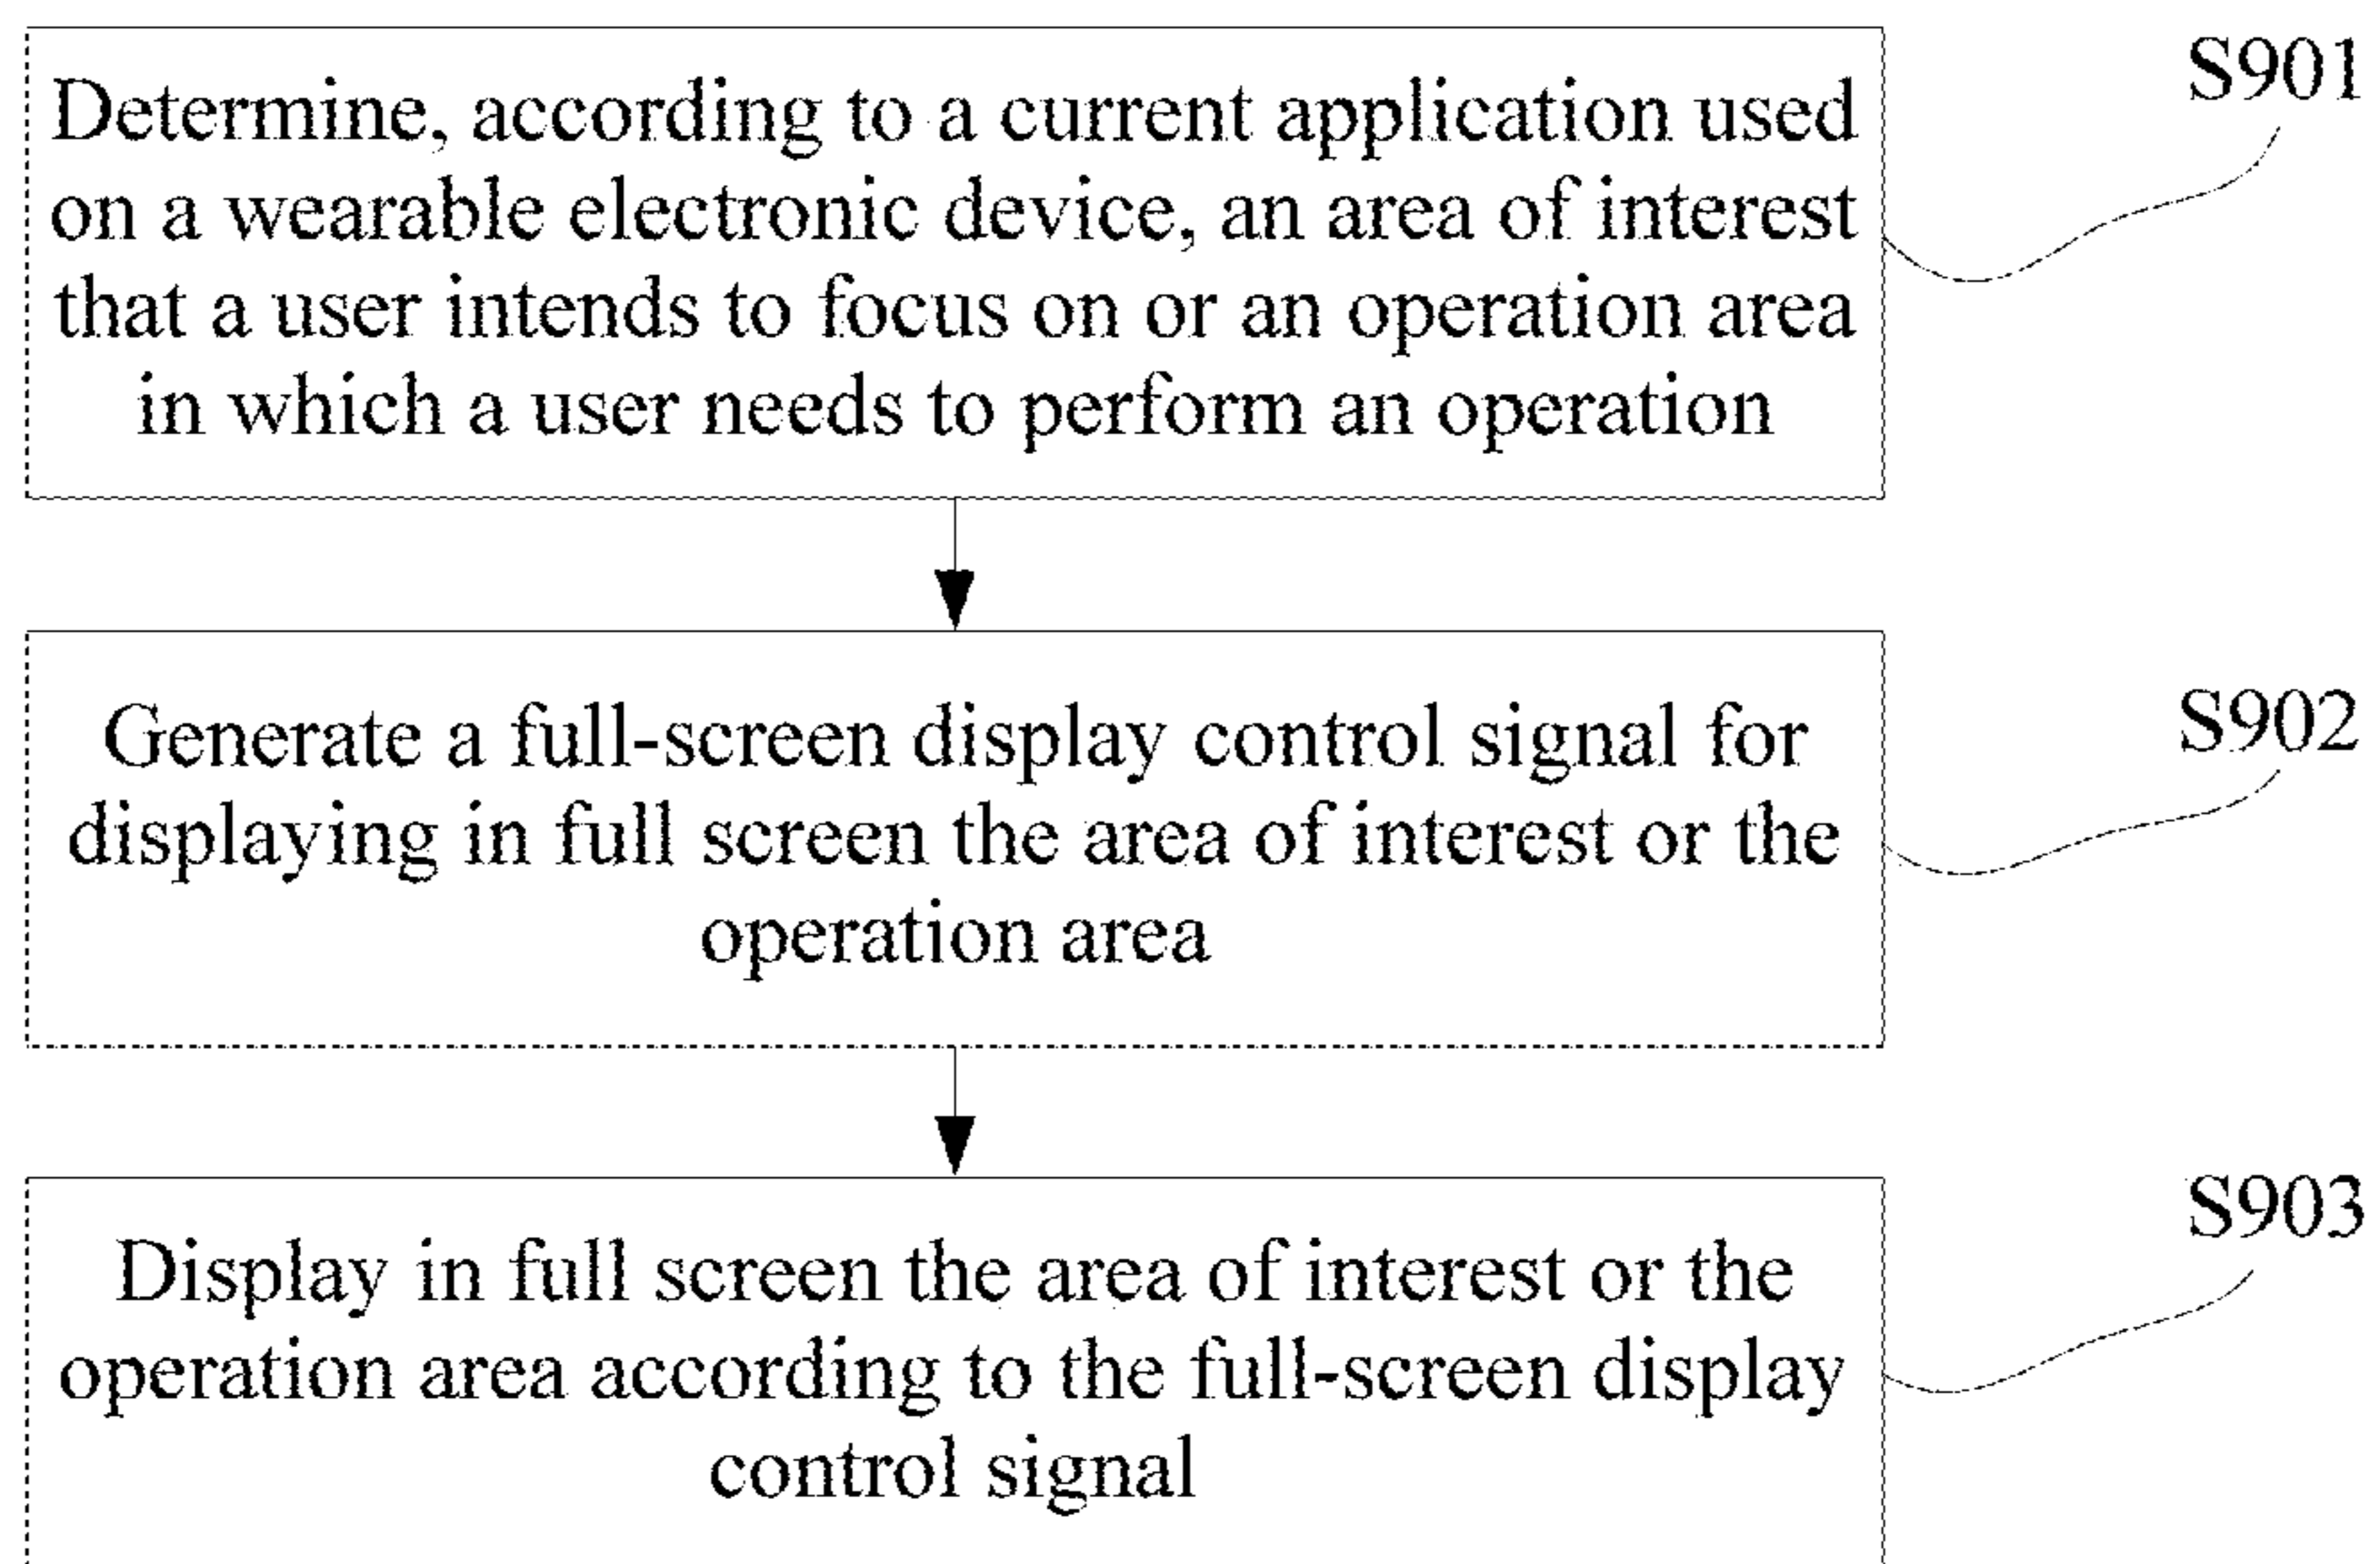 S901
Determine, according to a current application used
on a wearable electronic device, an area of interest
that a user intends to focus on or an operation area
in which a user needs to perform an operation
S902
Generate a full-screen display control signal for
displaying in full screen the area of interest or the
operation area
S903
Display in full screen the area of interest or the
operation area according to the full-screen display
control signal